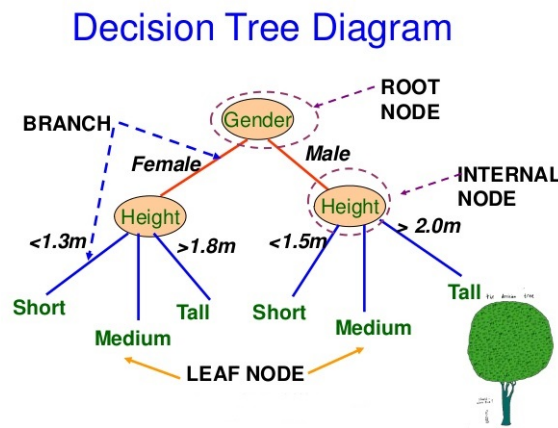 Decision Tree Diagram
ROOT
NODE
Gender
BRANCH
Female
Male
INTERNAL
NODE
Height
Height
<1.3m
>1.8m
<1.5m
> 2.0m
Short
Medium
Tall
Short
Medium
Tall
LEAF NODE